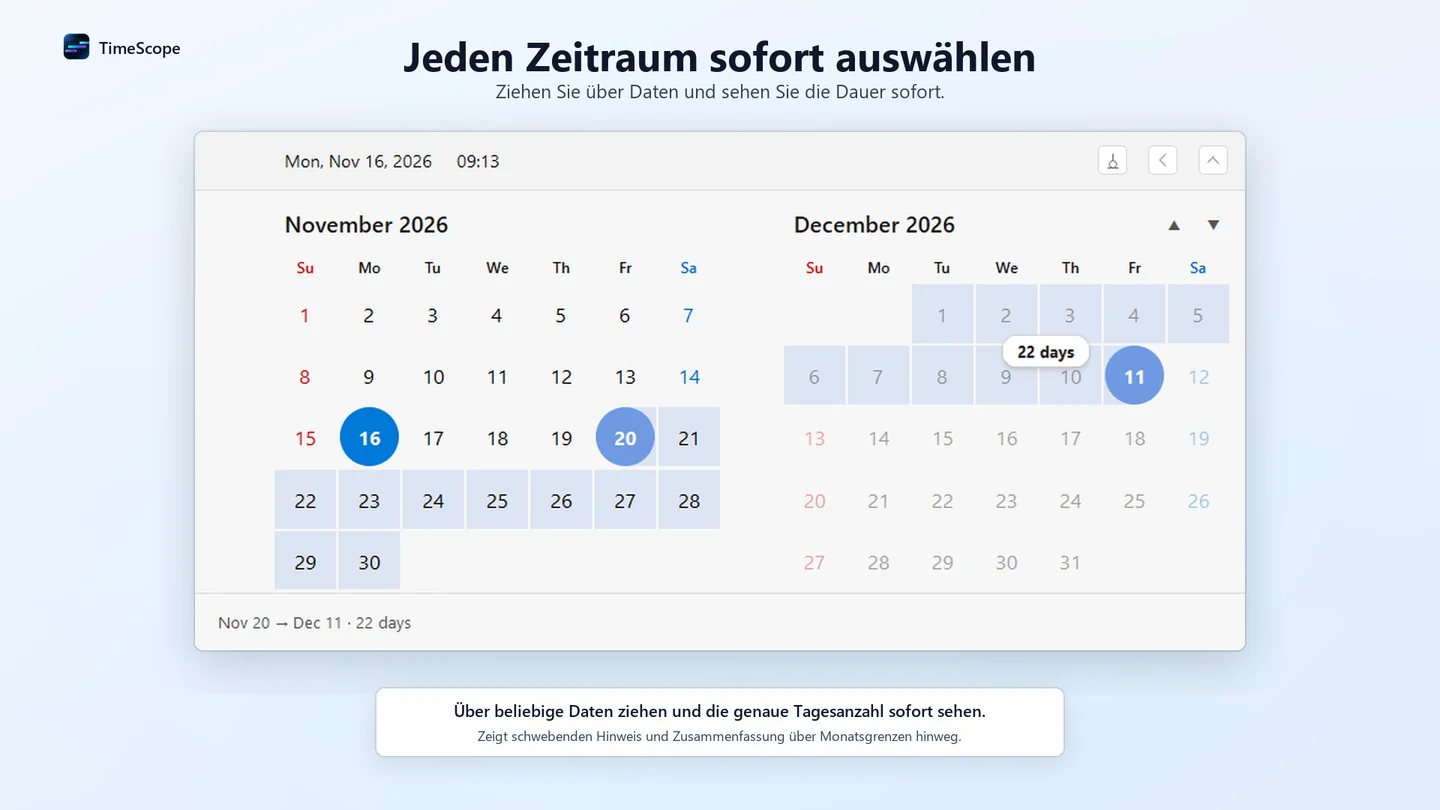 TimeScope
Jeden Zeitraum sofort auswählen
Ziehen Sie über Daten und sehen Sie die Dauer sofort.
Mon, Nov 16, 2026 09:13
November 2026
Su Mo Tu We Th Fr Sa
1 2 3 4 5 6 7
8 9 10 11 12 13 14
15 16 17 18 19 20 21
22 23 24 25 26 27 28
29 30
December 2026 ▲ ▼
Su Mo Tu We Th Fr Sa
1 2 3 4 5
22 days
6 7 8 9 10 11 12
13 14 15 16 17 18 19
20 21 22 23 24 25 26
27 28 29 30 31
Nov 20 → Dec 11 · 22 days
Über beliebige Daten ziehen und die genaue Tagesanzahl sofort sehen.
Zeigt schwebenden Hinweis und Zusammenfassung über Monatsgrenzen hinweg.